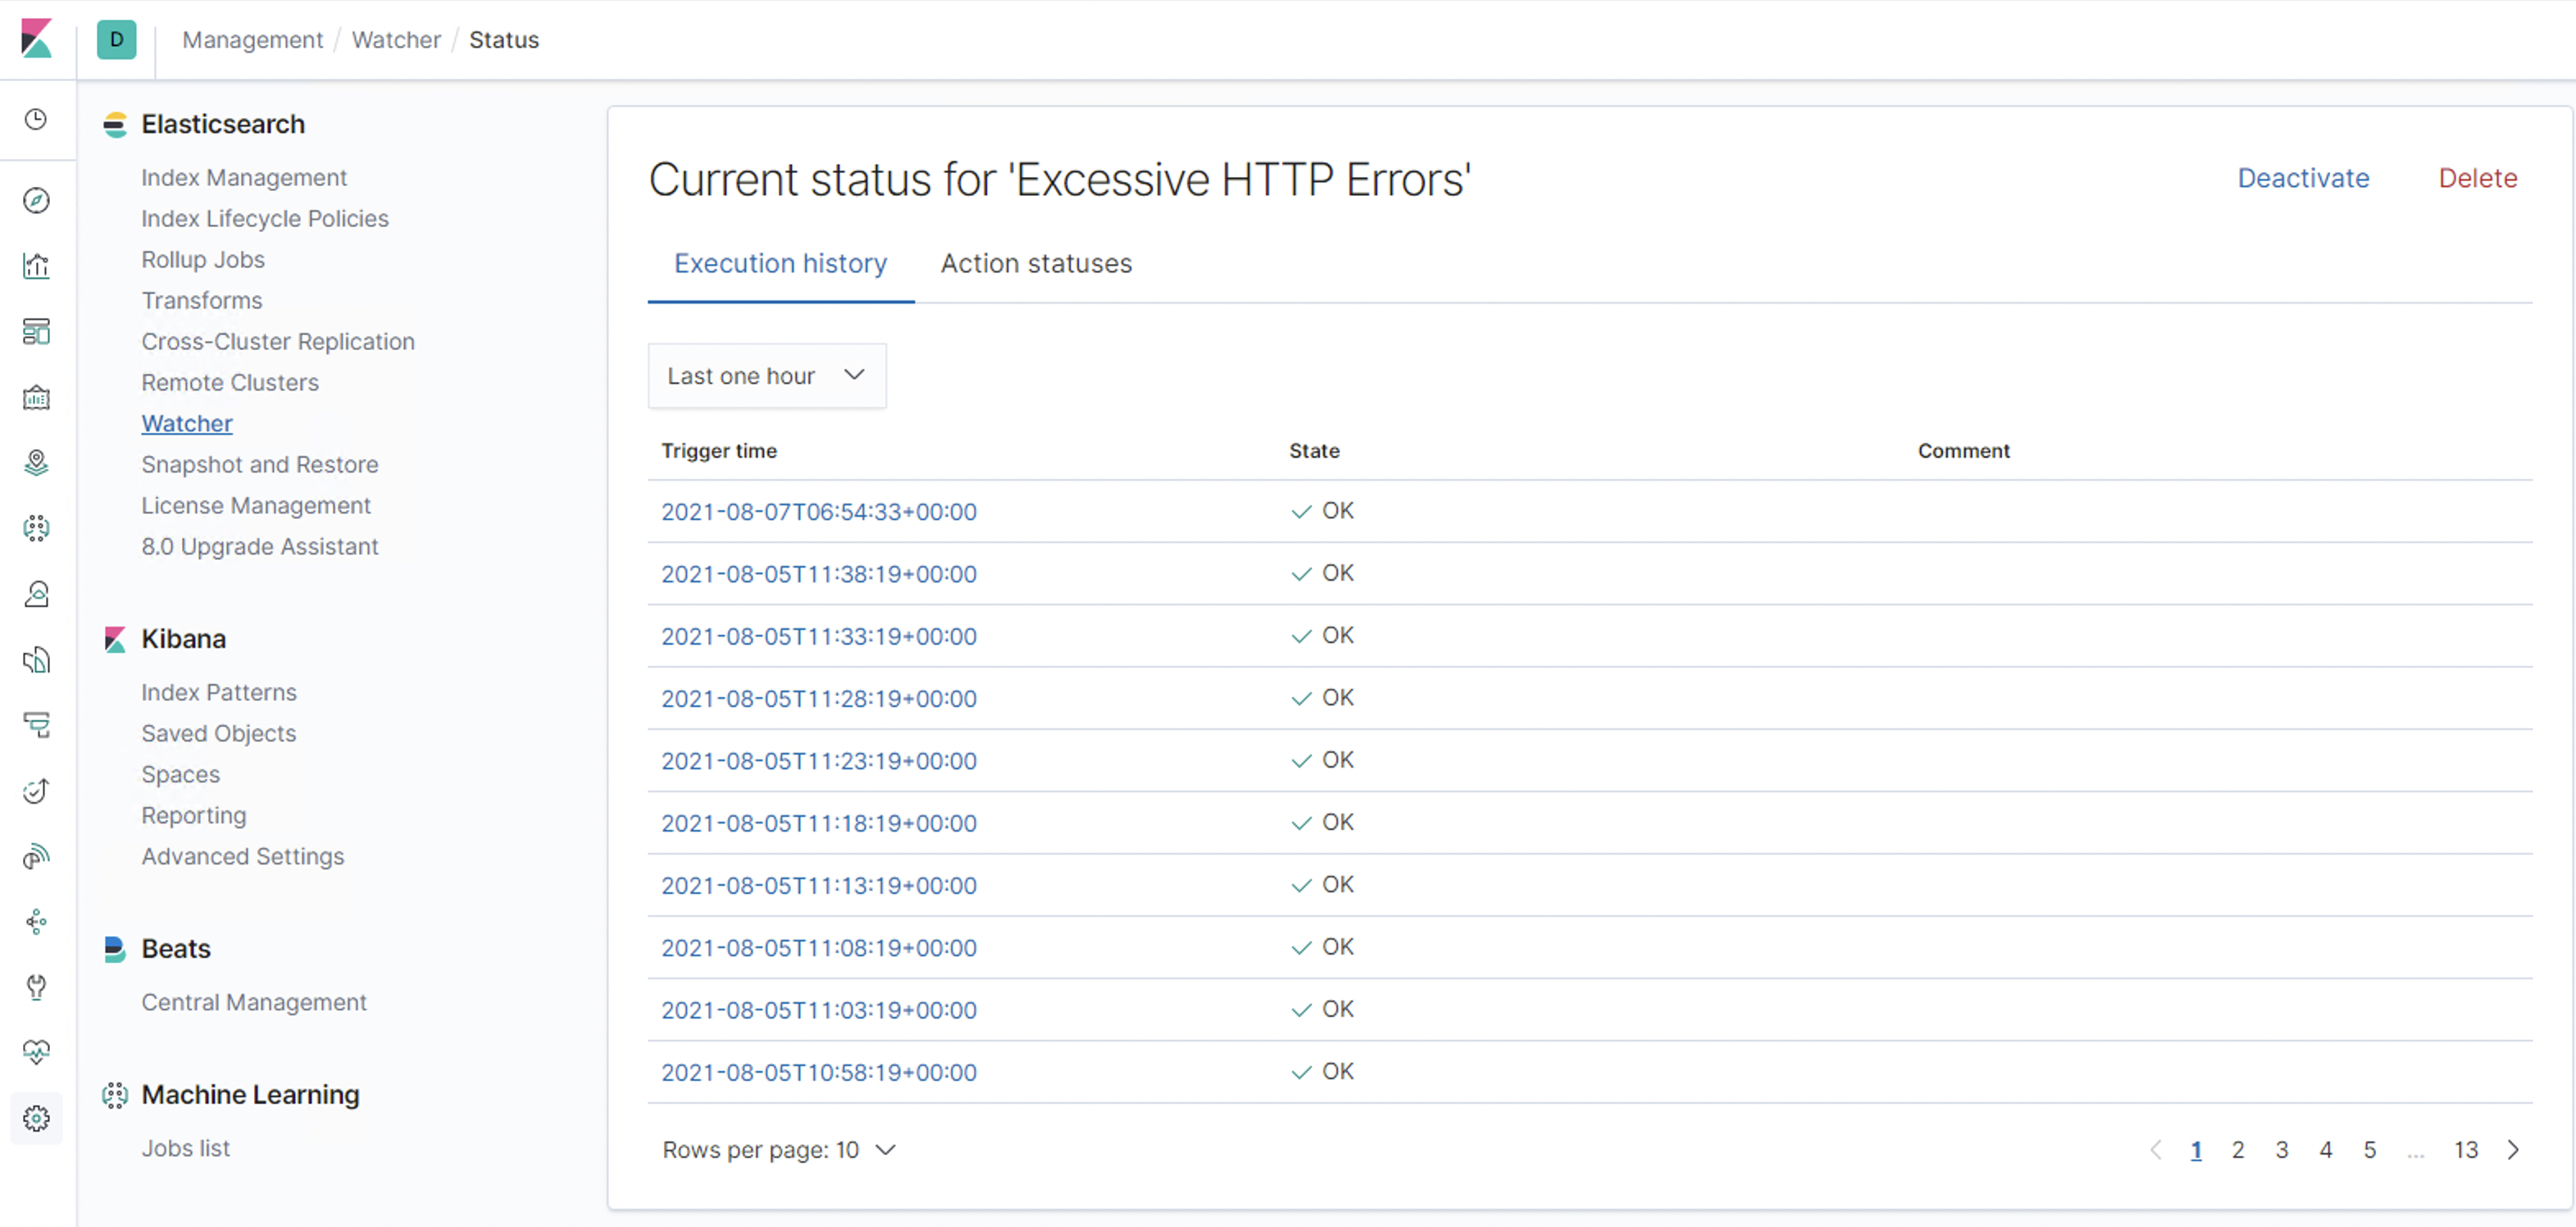 D Management / Watcher / Status
Elasticsearch
Index Management
Index Lifecycle Policies
Rollup Jobs
Transforms
Cross-Cluster Replication
Remote Clusters
Watcher
Snapshot and Restore
License Management
8.0 Upgrade Assistant
Kibana
Index Patterns
Saved Objects
Spaces
Reporting
Advanced Settings
Beats
Central Management
Machine Learning
Jobs list
Current status for 'Excessive HTTP Errors'
Deactivate Delete
Execution history Action statuses
Last one hour
Trigger time State Comment
2021-08-07T06:54:33+00:00 OK
2021-08-05T11:38:19+00:00 OK
2021-08-05T11:33:19+00:00 OK
2021-08-05T11:28:19+00:00 OK
2021-08-05T11:23:19+00:00 OK
2021-08-05T11:18:19+00:00 OK
2021-08-05T11:13:19+00:00 OK
2021-08-05T11:08:19+00:00 OK
2021-08-05T11:03:19+00:00 OK
2021-08-05T10:58:19+00:00 OK
Rows per page: 10
1 2 3 4 5 ... 13